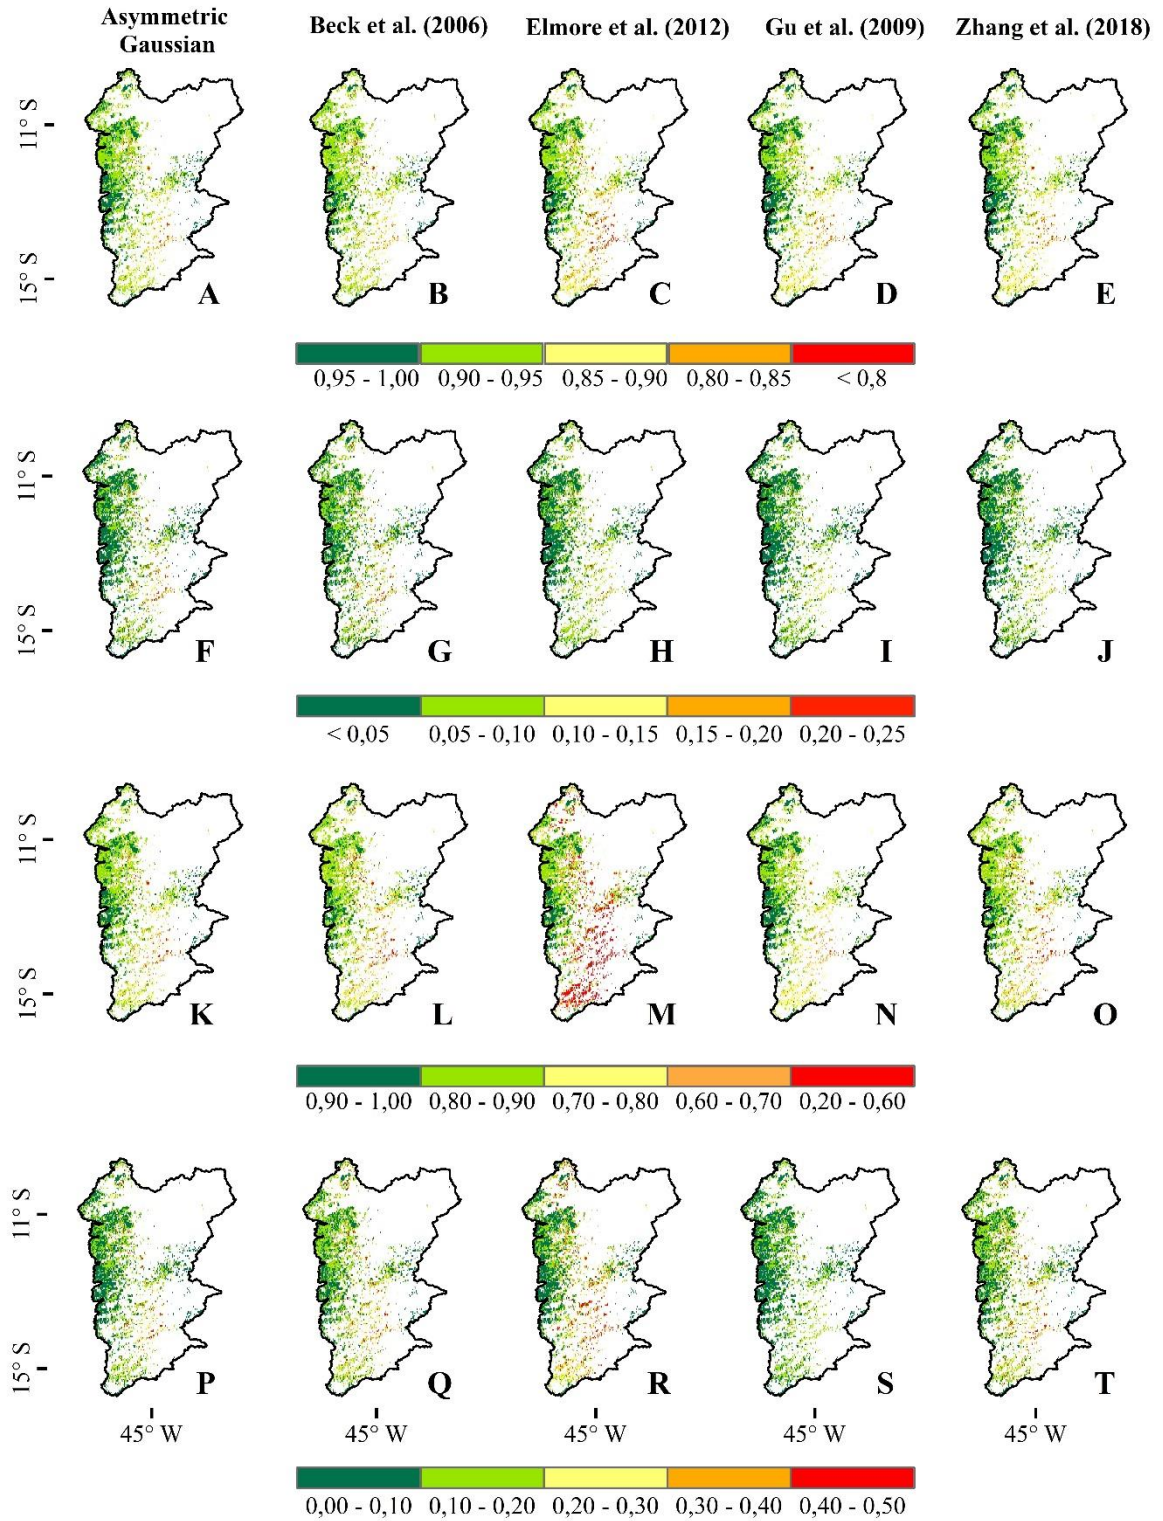 Asymmetric
Gaussian
Beck et al. (2006)
Elmore et al. (2012)
Gu et al. (2009)
Zhang et al. (2018)
11° S
15° S
A
B
C
D
E
0,95 - 1,00
0,90 - 0,95
0,85 - 0,90
0,80 - 0,85
< 0,8
11° S
15° S
F
G
H
I
J
< 0,05
0,05 - 0,10
0,10 - 0,15
0,15 - 0,20
0,20 - 0,25
11° S
15° S
K
L
M
N
O
0,90 - 1,00
0,80 - 0,90
0,70 - 0,80
0,60 - 0,70
0,20 - 0,60
11° S
15° S
P
Q
R
S
T
45° W
45° W
45° W
45° W
45° W
0,00 - 0,10
0,10 - 0,20
0,20 - 0,30
0,30 - 0,40
0,40 - 0,50